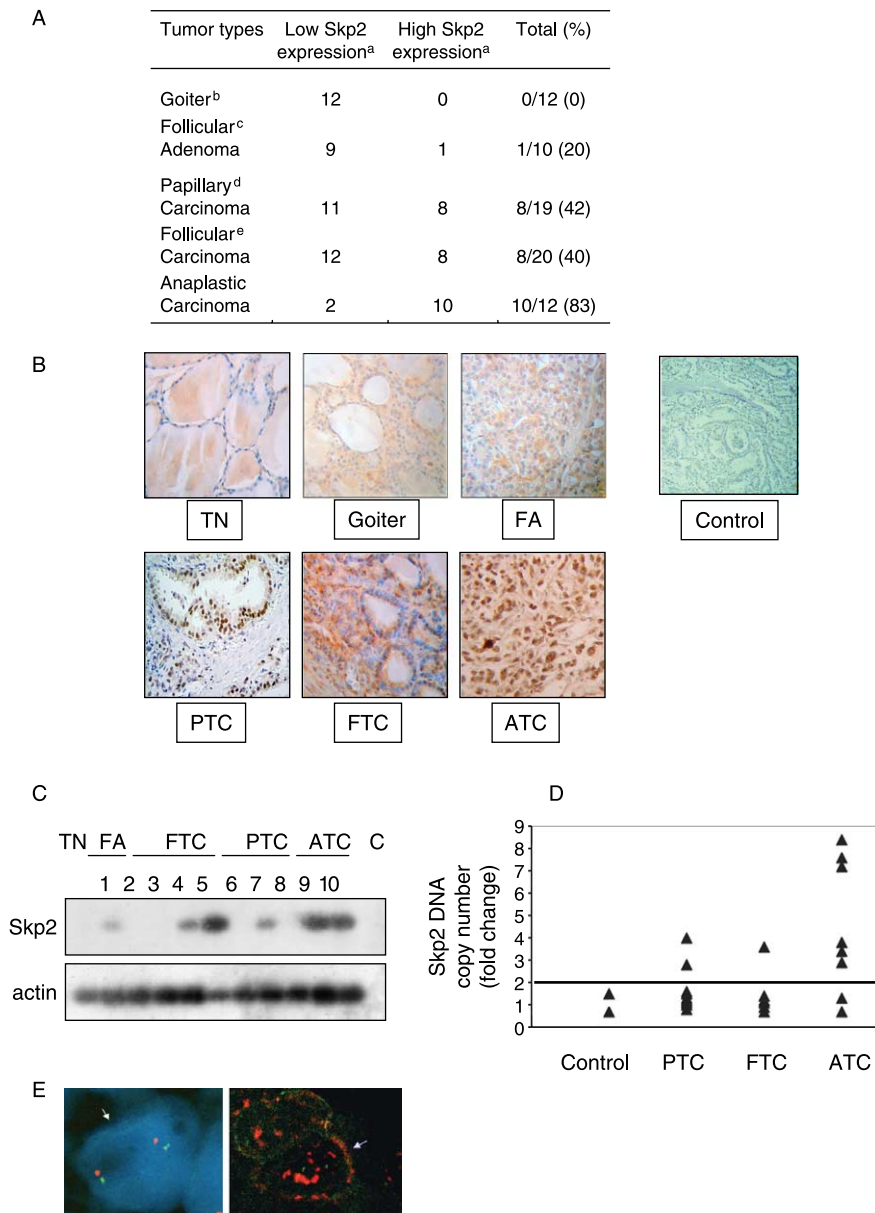 A
Tumor types Low Skp2 High Skp2 Total (%)
expressionᵃ expressionᵃ
Goiterᵇ 12 0 0/12 (0)
Follicularᶜ
Adenoma 9 1 1/10 (20)
Papillaryᵈ
Carcinoma 11 8 8/19 (42)
Follicularᵉ
Carcinoma 12 8 8/20 (40)
Anaplastic
Carcinoma 2 10 10/12 (83)
B
TN Goiter FA Control
PTC FTC ATC
C
TN FA FTC PTC ATC C
1 2 3 4 5 6 7 8 9 10
Skp2
actin
D
Skp2 DNA
copy number
(fold change)
9
8
7
6
5
4
3
2
1
0
Control PTC FTC ATC
E